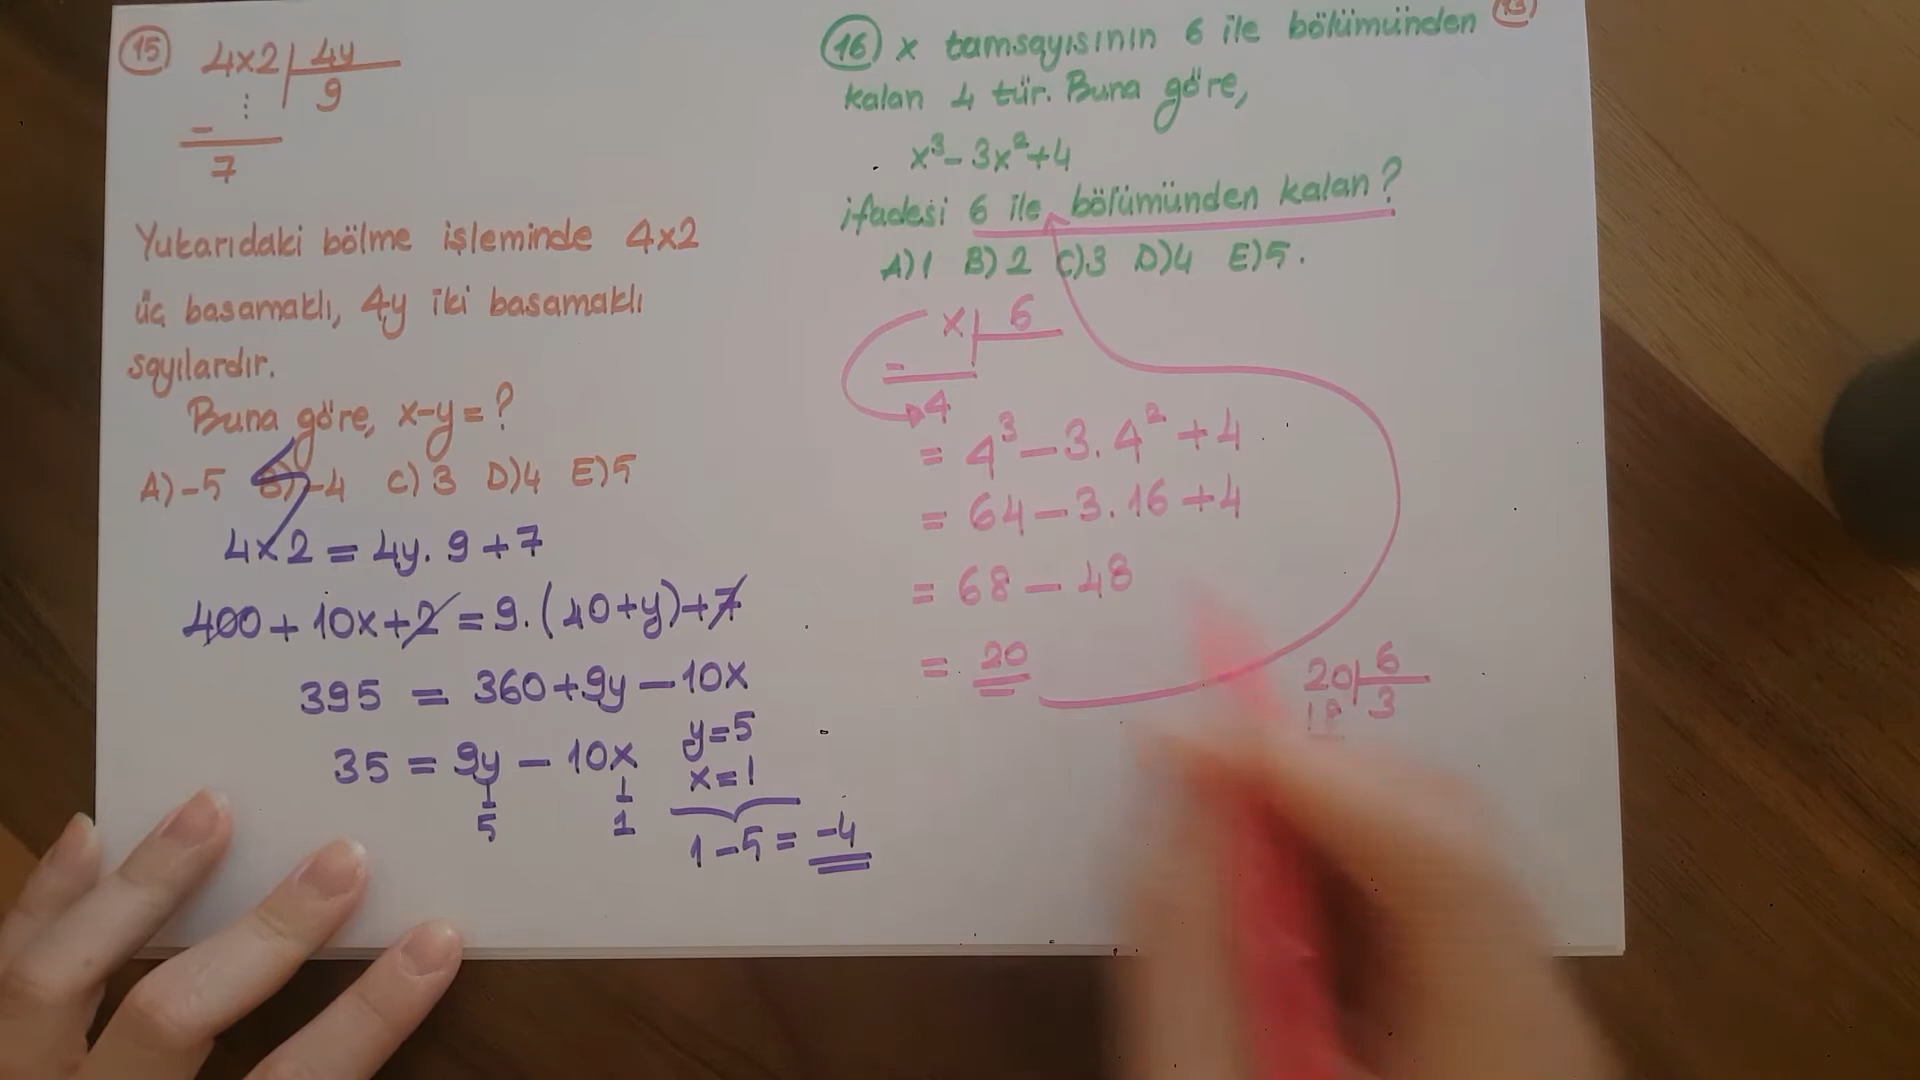 15
4x2 | 4y
9
⋮
-
7
Yukarıdaki bölme işleminde 4x2
üç basamaklı, 4y iki basamaklı
sayılardır.
Buna göre, x-y=?
A)-5 B)-4 C)3 D)4 E)5
4x2 = 4y. 9 +7
400 + 10x+2 = 9. (40+y)+7
395 = 360+9y -10x
35 = 9y - 10x
5 1
y=5
x=1
1-5= -4
16 x tamsayısının 6 ile bölümünden
kalan 4 tür. Buna göre,
x³- 3x²+4
ifadesi 6 ile bölümünden kalan?
A)1 B)2 C)3 D)4 E)5.
x | 6
-
4
= 4³ - 3. 4² + 4
= 64 - 3. 16 + 4
= 68 - 48
= 20
20 | 6
18 3